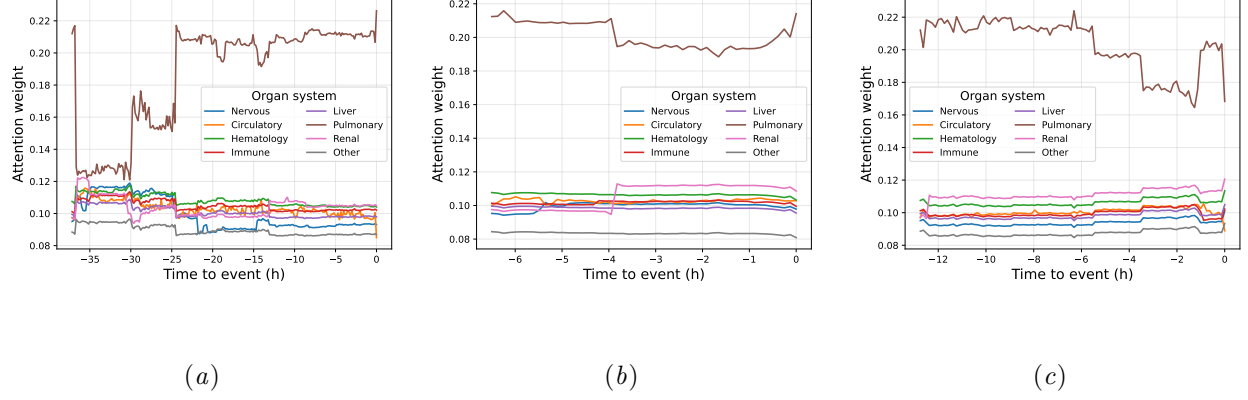 0.22
0.20
0.18
0.16
0.14
0.12
0.10
0.08
Attention weight
Organ system
Nervous
Circulatory
Hematology
Immune
Liver
Pulmonary
Renal
Other
−35
−30
−25
−20
−15
−10
−5
0
Time to event (h)
(a)
0.22
0.20
0.18
0.16
0.14
0.12
0.10
0.08
Attention weight
Organ system
Nervous
Circulatory
Hematology
Immune
Liver
Pulmonary
Renal
Other
−6
−5
−4
−3
−2
−1
0
Time to event (h)
(b)
0.22
0.20
0.18
0.16
0.14
0.12
0.10
0.08
Attention weight
Organ system
Nervous
Circulatory
Hematology
Immune
Liver
Pulmonary
Renal
Other
−12
−10
−8
−6
−4
−2
0
Time to event (h)
(c)